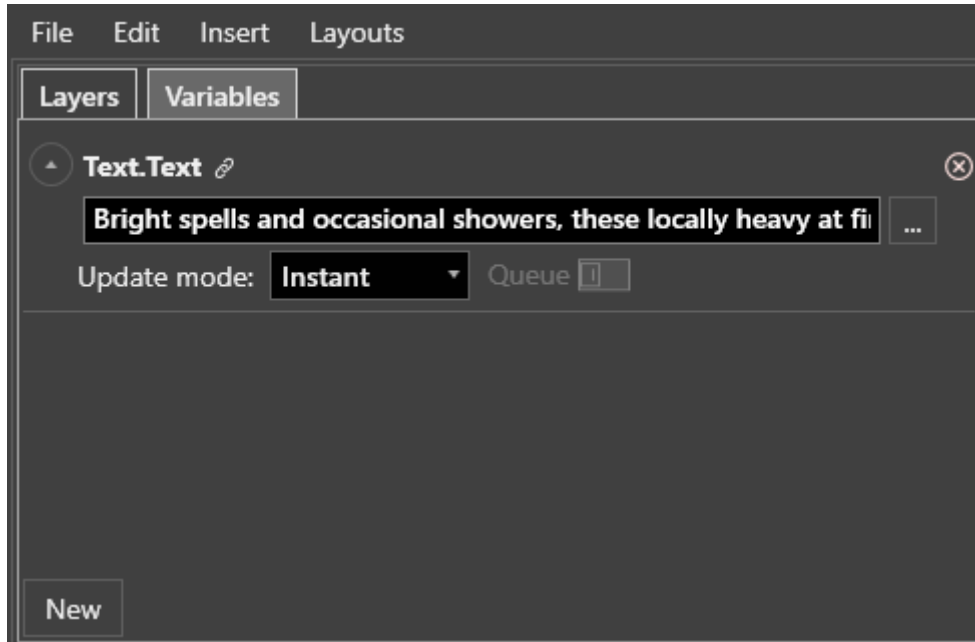 File Edit Insert Layouts
Layers Variables
Text.Text
Bright spells and occasional showers, these locally heavy at
...
Update mode: Instant Queue
New